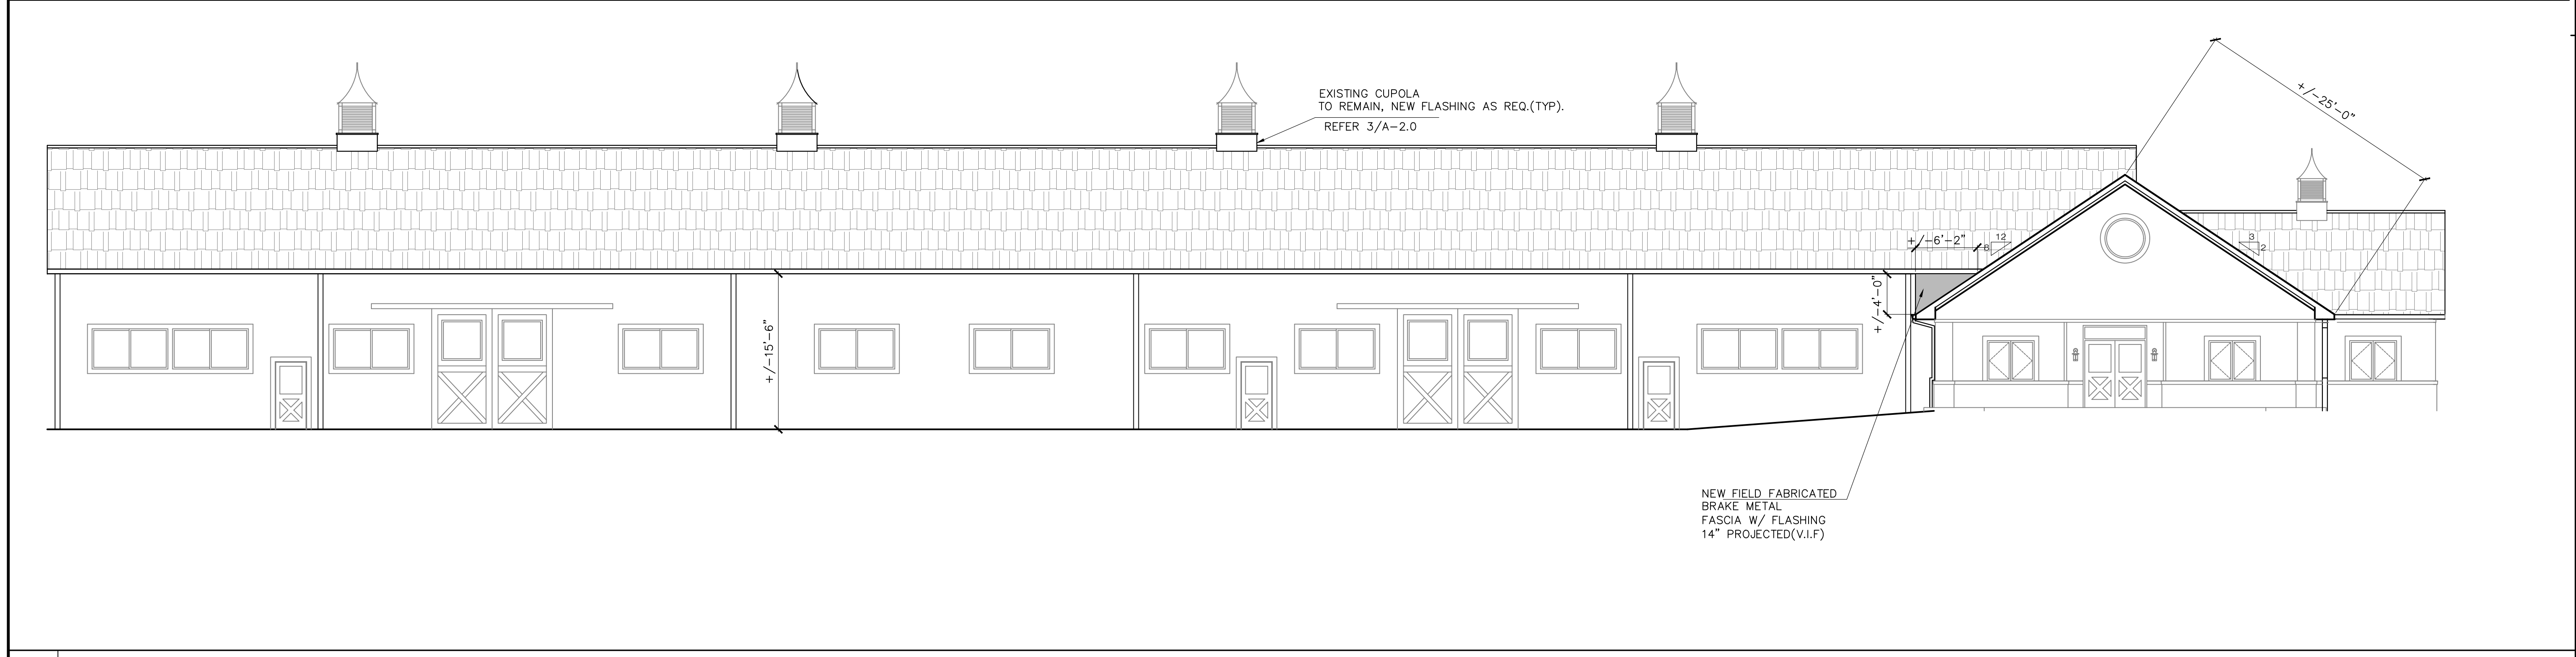 EXISTING CUPOLA
TO REMAIN, NEW FLASHING AS REQ.(TYP).
REFER 3/A-2.0
+/-25'-0"
+/-6'-2"
12
8
3
2
+/-4'-0"
+/-15'-6"
NEW FIELD FABRICATED
BRAKE METAL
FASCIA W/ FLASHING
14" PROJECTED(V.I.F)